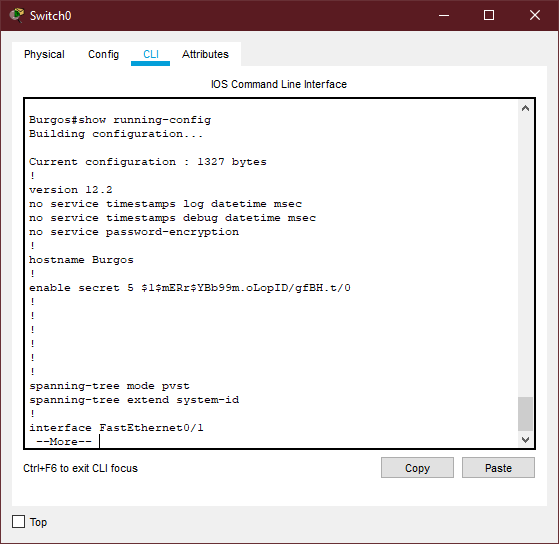 Switch0
Physical Config CLI Attributes
IOS Command Line Interface
Burgos#show running-config
Building configuration...
Current configuration : 1327 bytes
!
version 12.2
no service timestamps log datetime msec
no service timestamps debug datetime msec
no service password-encryption
!
hostname Burgos
!
enable secret 5 $1$mERr$YBb99m.oLopID/gfBH.t/0
!
!
!
!
!
!
spanning-tree mode pvst
spanning-tree extend system-id
!
interface FastEthernet0/1
--More--
Ctrl+F6 to exit CLI focus Copy Paste
Top